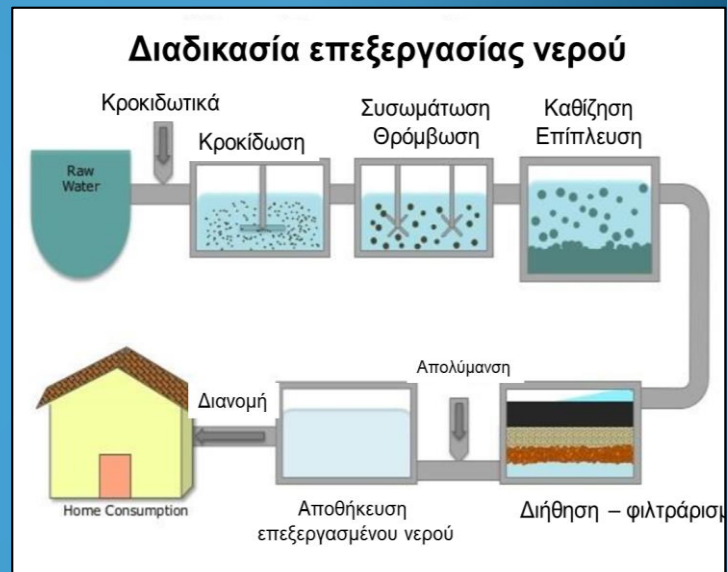 Διαδικασία επεξεργασίας νερού
Κροκιδωτικά
Κροκίδωση
Συσωμάτωση
Θρόμβωση
Καθίζηση
Επίπλευση
Raw
Water
Απολύμανση
Διανομή
Home Consumption
Αποθήκευση
επεξεργασμένου νερού
Διήθηση – φιλτράρισμ